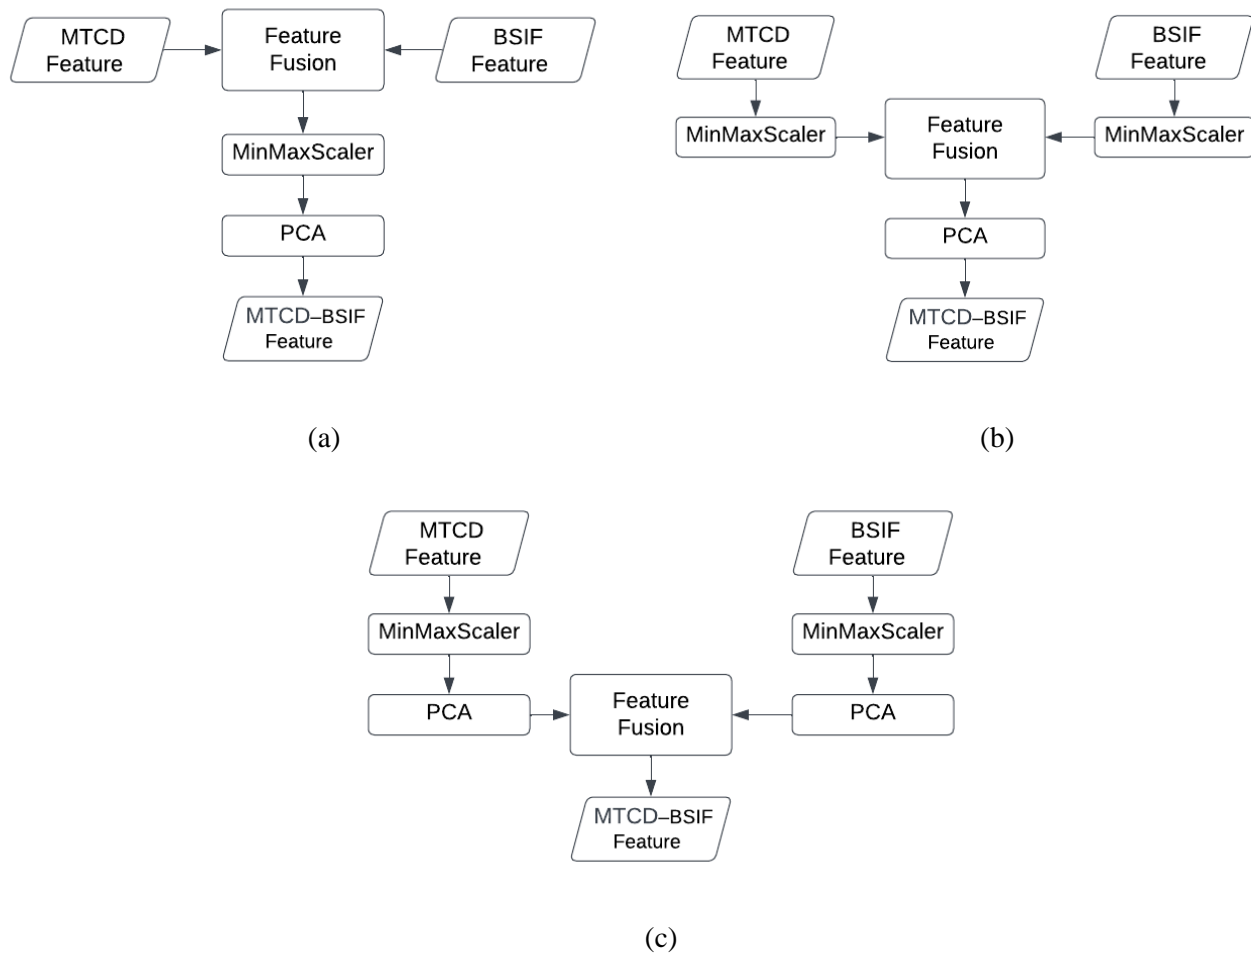 MTCD
Feature
Feature
Fusion
BSIF
Feature
MinMaxScaler
PCA
MTCD–BSIF
Feature
(a)
MTCD
Feature
BSIF
Feature
MinMaxScaler
Feature
Fusion
MinMaxScaler
PCA
MTCD–BSIF
Feature
(b)
MTCD
Feature
BSIF
Feature
MinMaxScaler
MinMaxScaler
PCA
Feature
Fusion
PCA
MTCD–BSIF
Feature
(c)